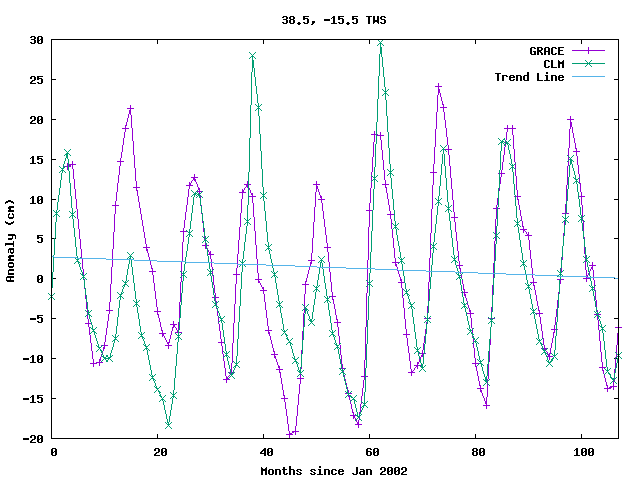 38.5, -15.5 TWS
GRACE
CLM
Trend Line
Anomaly (cm)
30
25
20
15
10
5
0
-5
-10
-15
-20
0 20 40 60 80 100
Months since Jan 2002